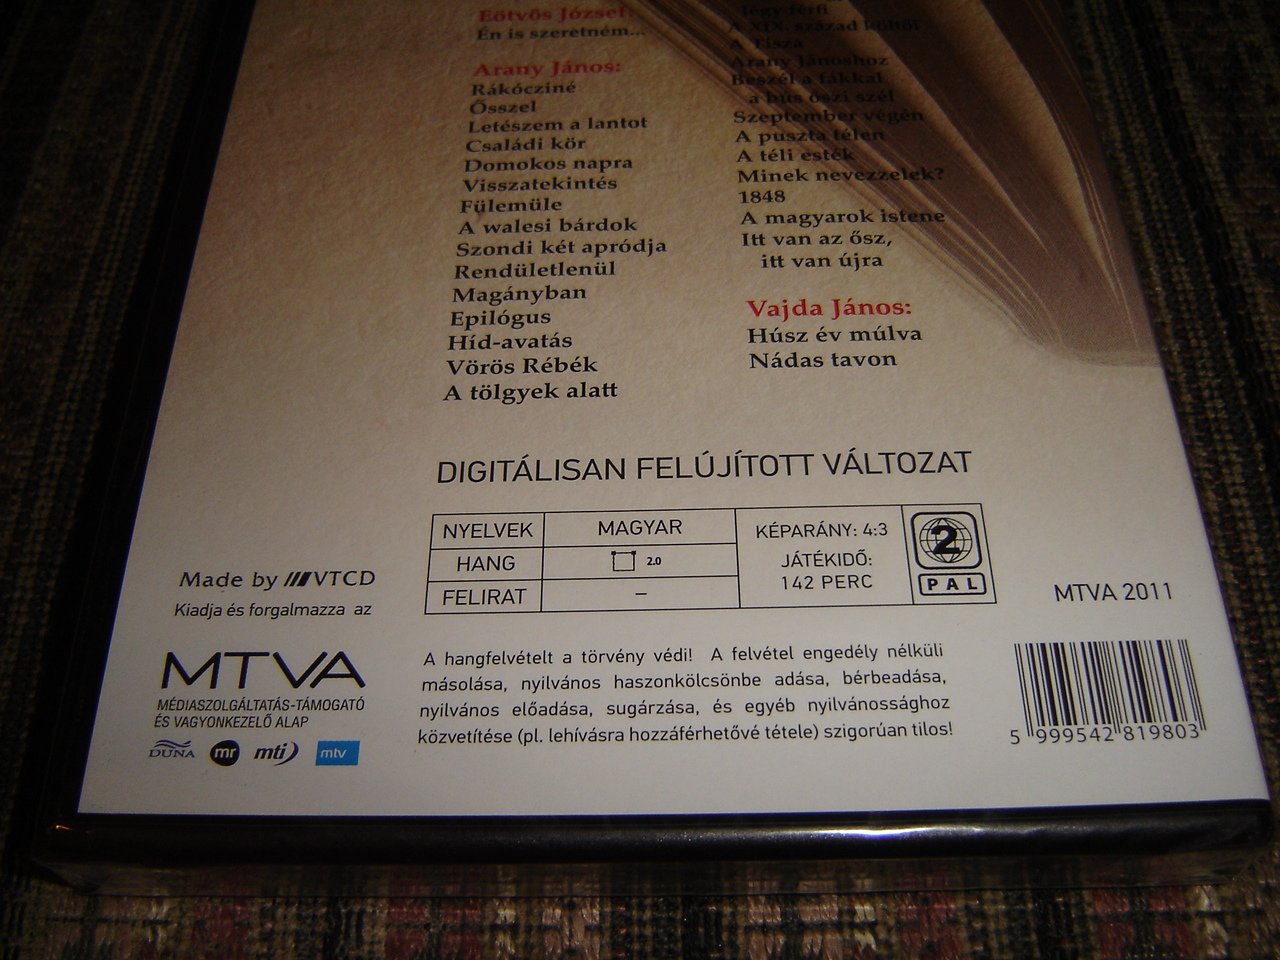 Eötvös József:
Én is szeretném...
Arany János:
Rákócziné
Ősszel
Letészem a lantot
Családi kör
Domokos napra
Visszatekintés
Fülemüle
A walesi bárdok
Szondi két apródja
Rendületlenül
Magányban
Epilógus
Híd-avatás
Vörös Rébék
A tölgyek alatt
légy férfi
A XIX. század költői
A Tisza
Arany Jánoshoz
Beszél a fákkal
a bús őszi szél
Szeptember végén
A puszta télen
A téli esték
Minek nevezzelek?
1848
A magyarok istene
Itt van az ősz,
itt van újra
Vajda János:
Húsz év múlva
Nádas tavon
DIGITÁLISAN FELÚJÍTOTT VÁLTOZAT
NYELVEK MAGYAR
HANG 2.0
FELIRAT –
KÉPARÁNY: 4:3
JÁTÉKIDŐ:
142 PERC
2
PAL
MTVA 2011
Made by VTCD
Kiadja és forgalmazza az
MTVA
MÉDIASZOLGÁLTATÁS-TÁMOGATÓ
ÉS VAGYONKEZELŐ ALAP
DUNA mr mti mtv
A hangfelvételt a törvény védi! A felvétel engedély nélküli
másolása, nyilvános haszonkölcsönbe adása, bérbeadása,
nyilvános előadása, sugárzása, és egyéb nyilvánossághoz
közvetítése (pl. lehívásra hozzáférhetővé tétele) szigorúan tilos!
5 999542 819803